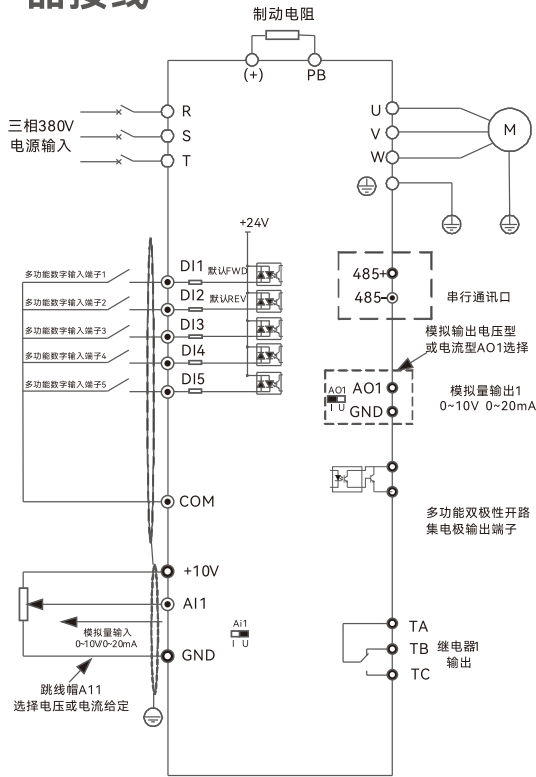 器接线
制动电阻
(+)
PB
R
S
T
三相380V
电源输入
U
V
W
M
+24V
多功能数字输入端子1
DI1
默认FWD
多功能数字输入端子2
DI2
默认REV
多功能数字输入端子3
DI3
多功能数字输入端子4
DI4
多功能数字输入端子5
DI5
485+
485-
串行通讯口
模拟输出电压型
或电流型AO1选择
AO1
I U
AO1
GND
模拟量输出1
0~10V 0~20mA
COM
多功能双极性开路
集电极输出端子
+10V
AI1
模拟量输入
0~10V/0~20mA
GND
Ai1
I U
跳线帽A11
选择电压或电流给定
TA
TB
TC
继电器1
输出